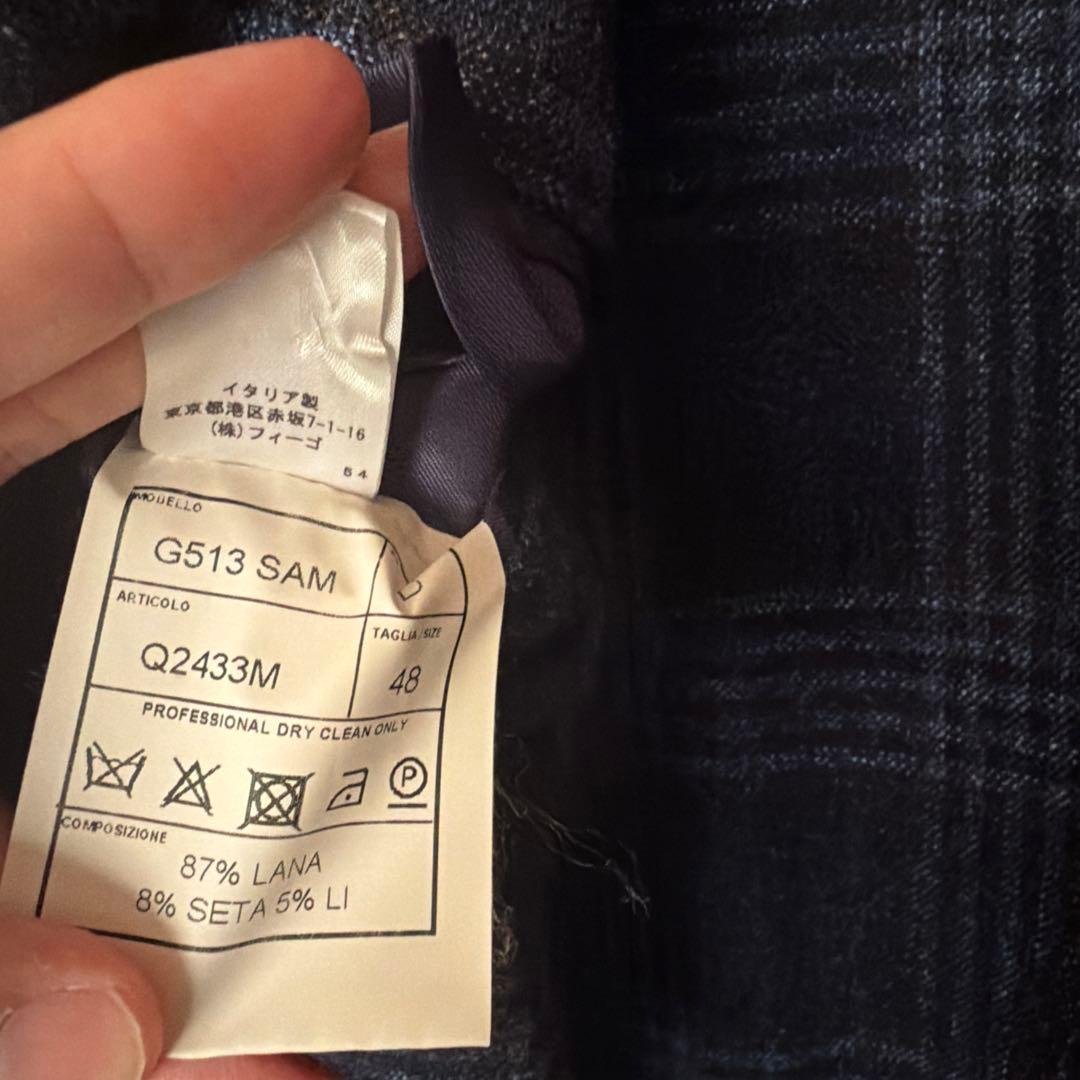 イタリア製
東京都港区赤坂7-1-16
(株)フィーゴ
54
MODELLO
G513 SAM
D
ARTICOLO
TAGLIA/SIZE
Q2433M
48
PROFESSIONAL DRY CLEAN ONLY
P
COMPOSIZIONE
87% LANA
8% SETA 5% LI